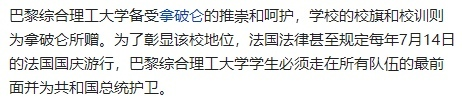 巴黎综合理工大学备受拿破仑的推崇和呵护，学校的校旗和校训则
为拿破仑所赠。为了彰显该校地位，法国法律甚至规定每年7月14日
的法国国庆游行，巴黎综合理工大学学生必须走在所有队伍的最前
面并为共和国总统护卫。